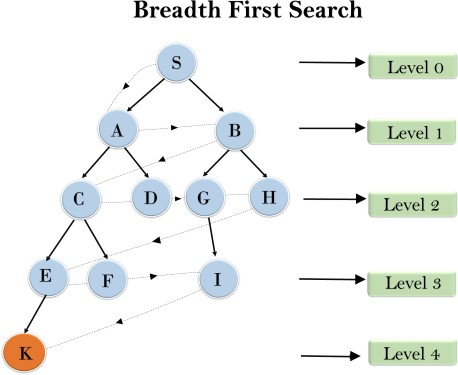 Breadth First Search
S
Level 0
A
B
Level 1
C
D
G
H
Level 2
E
F
I
Level 3
K
Level 4